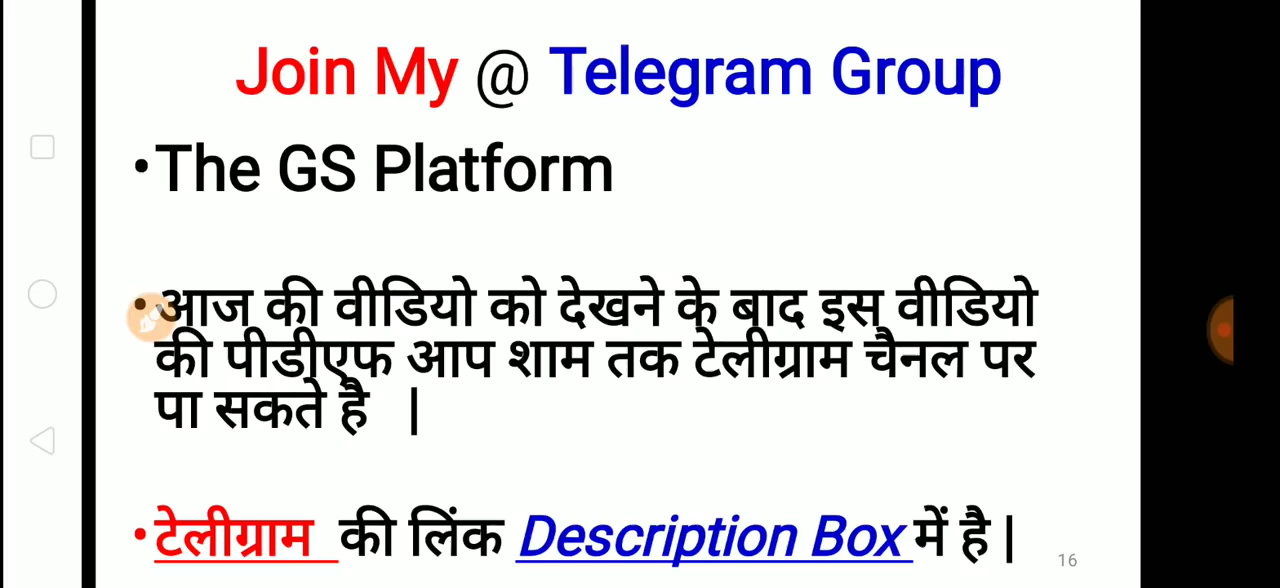 Join My @ Telegram Group
•The GS Platform
•आज की वीडियो को देखने के बाद इस वीडियो
की पीडीएफ आप शाम तक टेलीग्राम चैनल पर
पा सकते है |
•टेलीग्राम की लिंक Description Box में है|
16